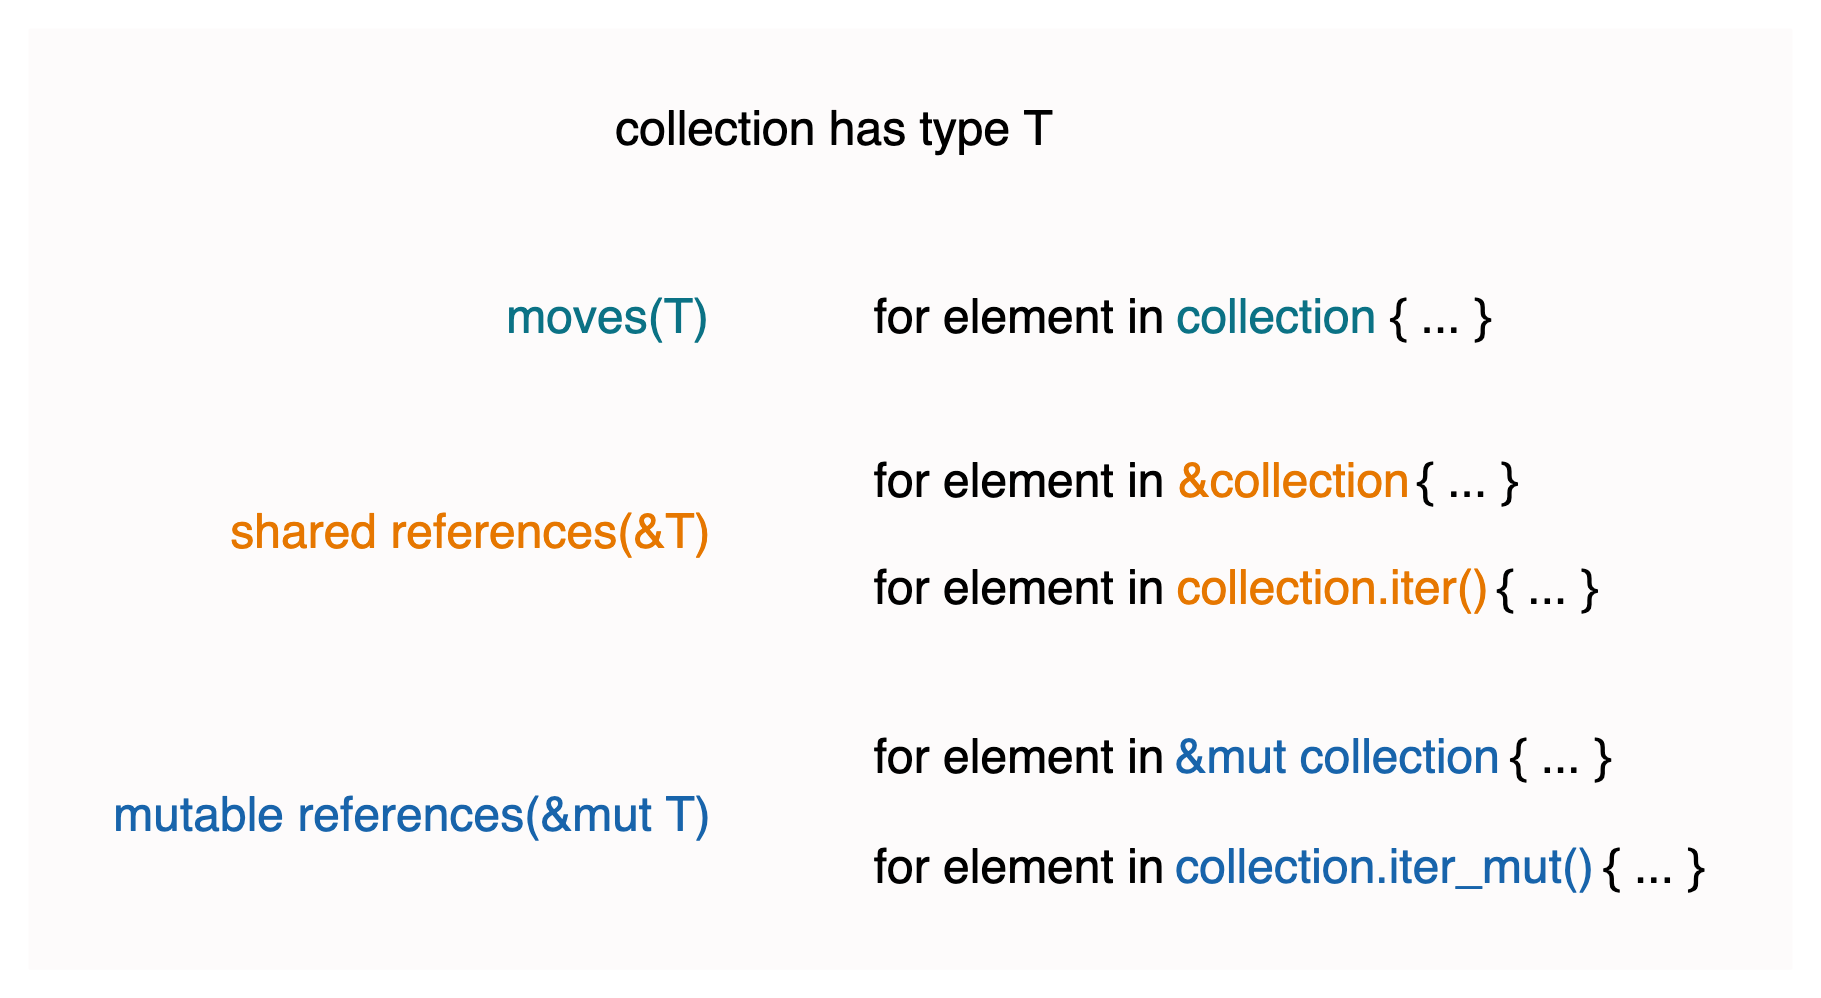 collection has type T
moves(T)
for element in collection { ... }
shared references(&T)
for element in &collection { ... }
for element in collection.iter() { ... }
mutable references(&mut T)
for element in &mut collection { ... }
for element in collection.iter_mut() { ... }